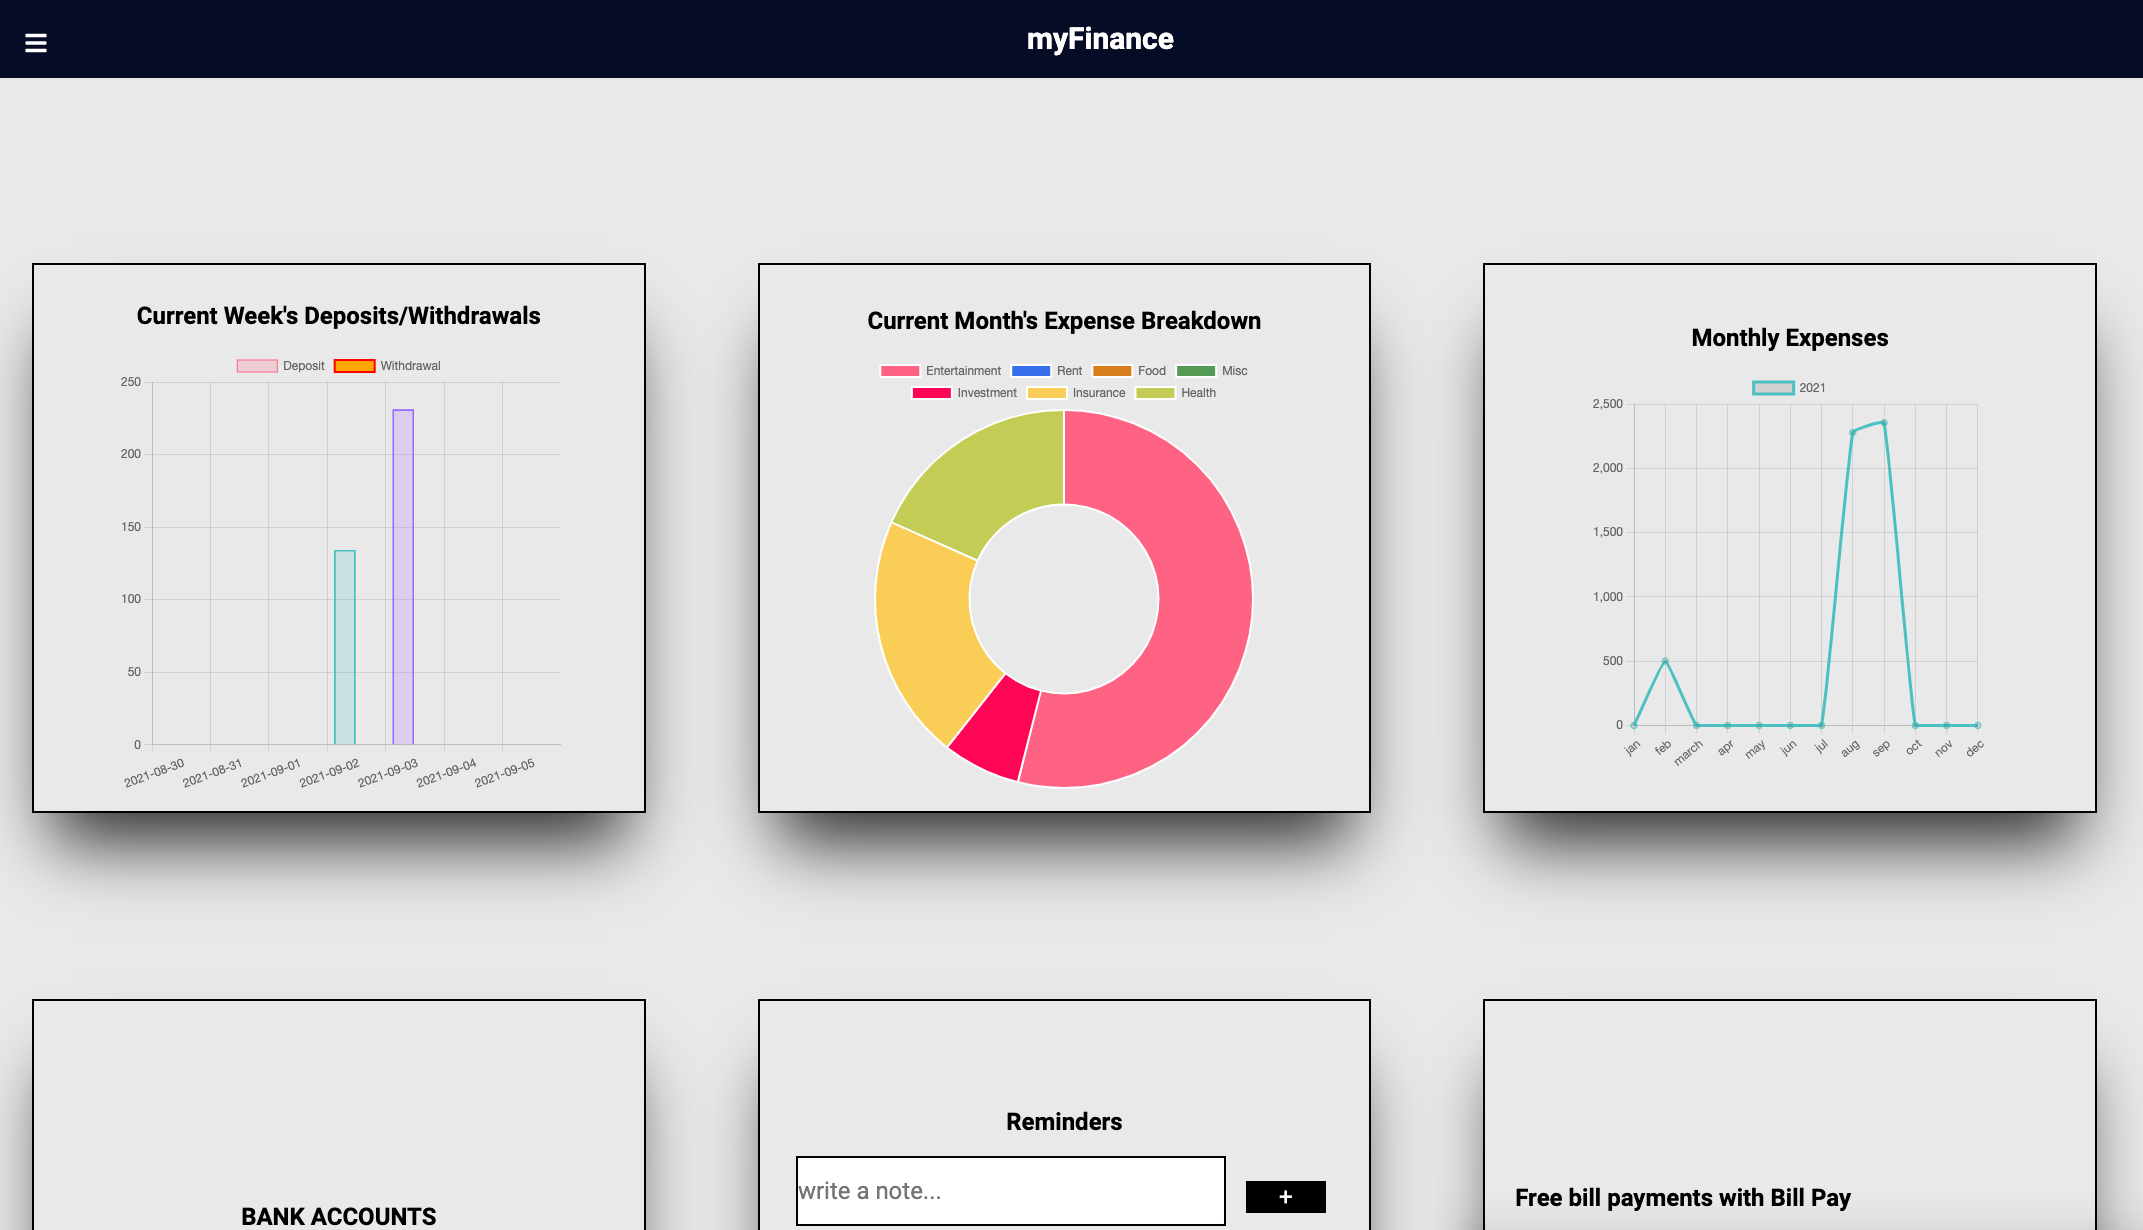 myFinance
Current Week's Deposits/Withdrawals
Deposit Withdrawal
250
200
150
100
50
0
2021-08-30 2021-08-31 2021-09-01 2021-09-02 2021-09-03 2021-09-04 2021-09-05
Current Month's Expense Breakdown
Entertainment Rent Food Misc
Investment Insurance Health
Monthly Expenses
2021
2,500
2,000
1,500
1,000
500
0
jan feb march apr may jun jul aug sep oct nov dec
BANK ACCOUNTS
Reminders
write a note...
+
Free bill payments with Bill Pay